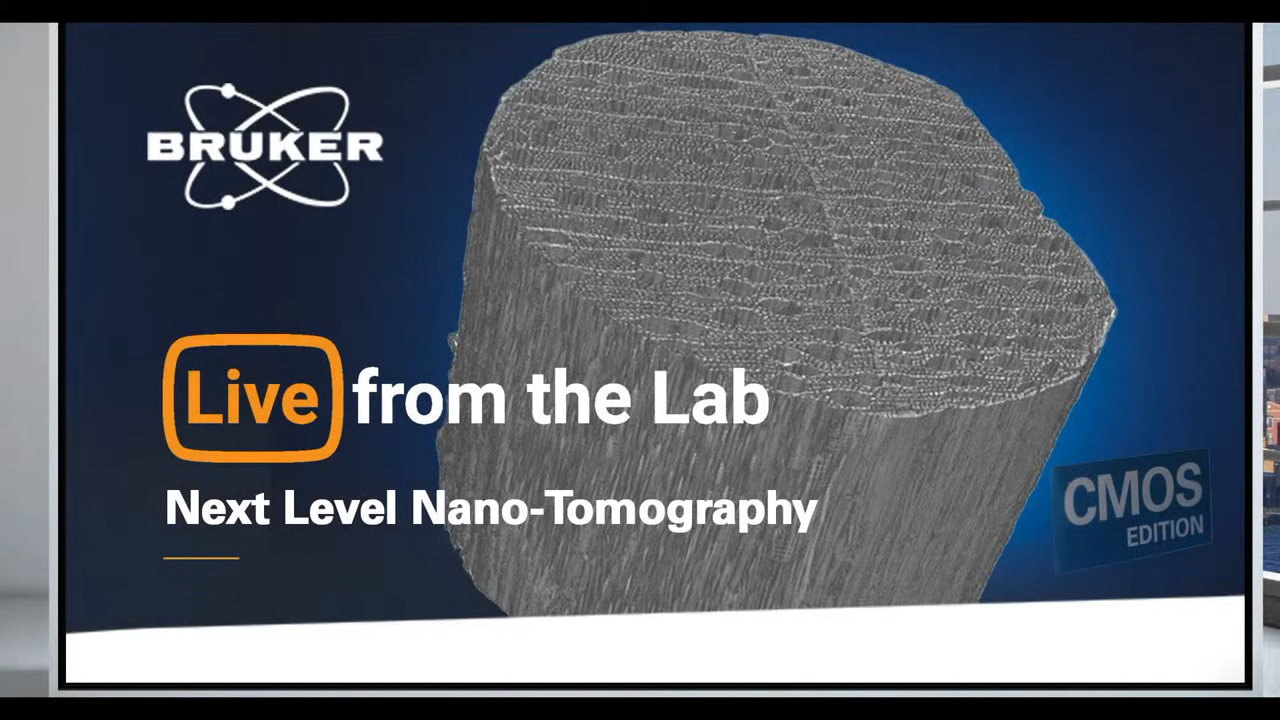 BRUKER
Live from the Lab
Next Level Nano-Tomography
CMOS
EDITION